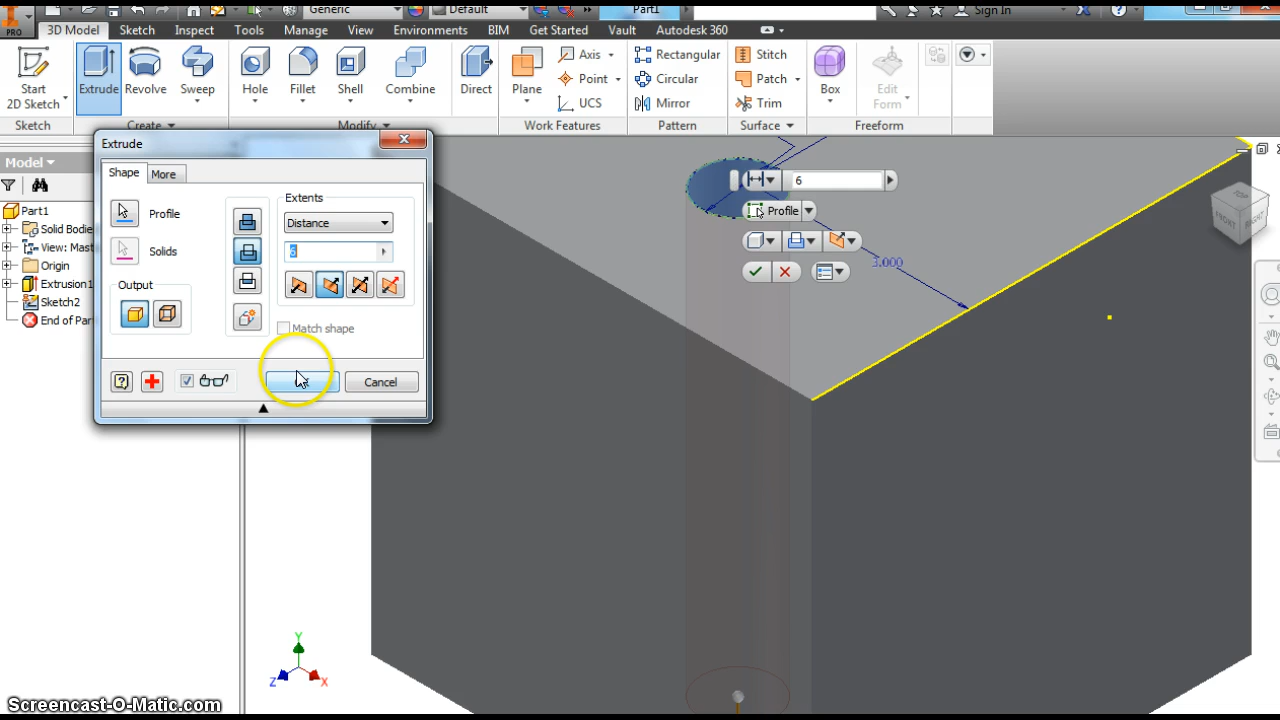 PRO
Generic
Default
Part1
Sign In
3D Model
Sketch
Inspect
Tools
Manage
View
Environments
BIM
Get Started
Vault
Autodesk 360
Start
2D Sketch
Extrude
Revolve
Sweep
Hole
Fillet
Shell
Combine
Direct
Plane
Axis
Point
UCS
Rectangular
Circular
Mirror
Stitch
Patch
Trim
Box
Edit
Form
Sketch
Create
Modify
Work Features
Pattern
Surface
Freeform
Model
Part1
Solid Bodie
View: Mast
Origin
Extrusion1
Sketch2
End of Par
Extrude
Shape
More
Profile
Solids
Output
Extents
Distance
Match shape
Cancel
6
Profile
3.000
TOP
FRONT
RIGHT
Y
Z
X
Screencast-O-Matic.com